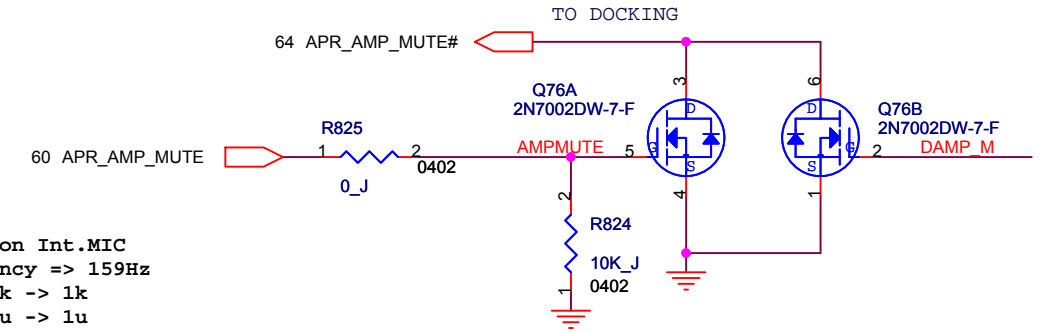 TO DOCKING
64 APR_AMP_MUTE#
3
6
Q76A
2N7002DW-7-F
Q76B
2N7002DW-7-F
D
D
R825
60 APR_AMP_MUTE
1
2
0402
0_J
AMPMUTE
5
G
G
2
DAMP_M
S
S
4
1
2
R824
10K_J
0402
1
on Int.MIC
ncy => 159Hz
k -> 1k
u -> 1u